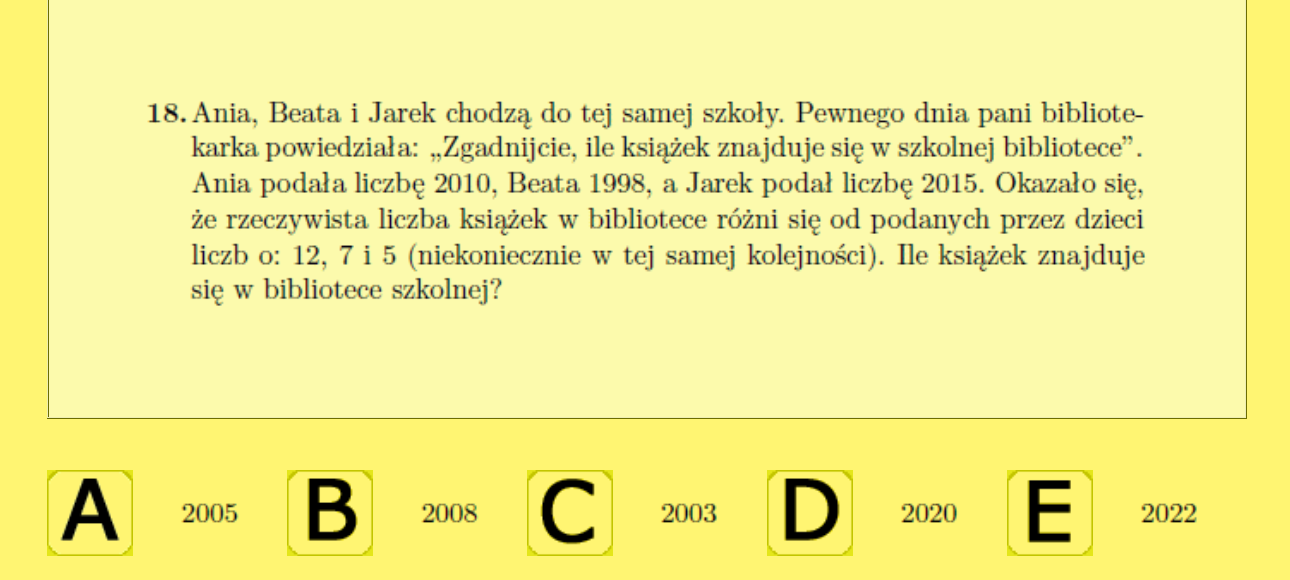 18. Ania, Beata i Jarek chodzą do tej samej szkoły. Pewnego dnia pani bibliote-
karka powiedziała: „Zgadnijcie, ile książek znajduje się w szkolnej bibliotece”.
Ania podała liczbę 2010, Beata 1998, a Jarek podał liczbę 2015. Okazało się,
że rzeczywista liczba książek w bibliotece różni się od podanych przez dzieci
liczb o: 12, 7 i 5 (niekoniecznie w tej samej kolejności). Ile książek znajduje
się w bibliotece szkolnej?
A 2005 B 2008 C 2003 D 2020 E 2022